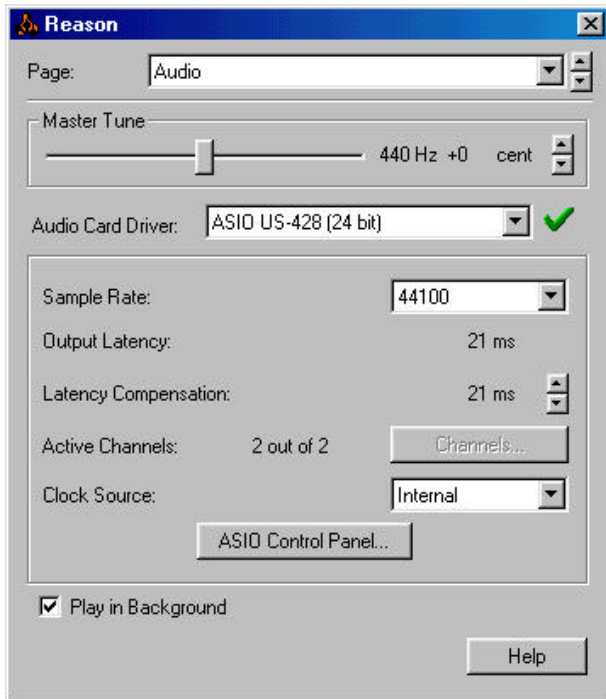 Reason
Page: Audio
Master Tune
440 Hz +0 cent
Audio Card Driver: ASIO US-428 (24 bit)
Sample Rate: 44100
Output Latency: 21 ms
Latency Compensation: 21 ms
Active Channels: 2 out of 2 Channels...
Clock Source: Internal
ASIO Control Panel...
Play in Background
Help